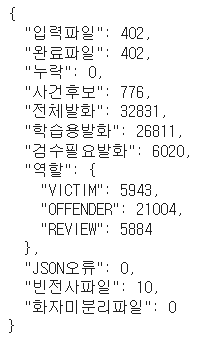 {
"입력파일": 402,
"완료파일": 402,
"누락": 0,
"사건후보": 776,
"전체발화": 32831,
"학습용발화": 26811,
"검수필요발화": 6020,
"역할": {
"VICTIM": 5943,
"OFFENDER": 21004,
"REVIEW": 5884
},
"JSON오류": 0,
"빈전사파일": 10,
"화자미분리파일": 0
}